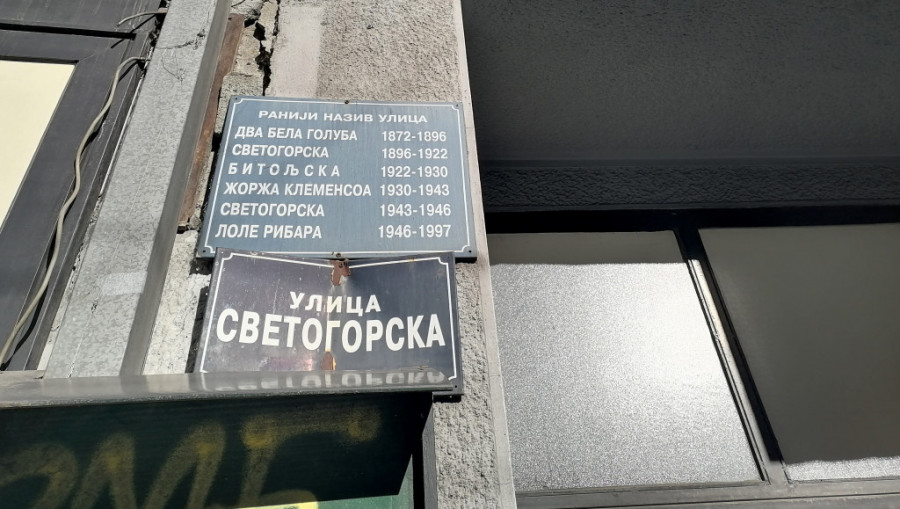 РАНИЈИ НАЗИВ УЛИЦА
ДВА БЕЛА ГОЛУБА 1872-1896
СВЕТОГОРСКА 1896-1922
БИТОЉСКА 1922-1930
ЖОРЖА КЛЕМЕНСОА 1930-1943
СВЕТОГОРСКА 1943-1946
ЛОЛЕ РИБАРА 1946-1997
УЛИЦА
СВЕТОГОРСКА